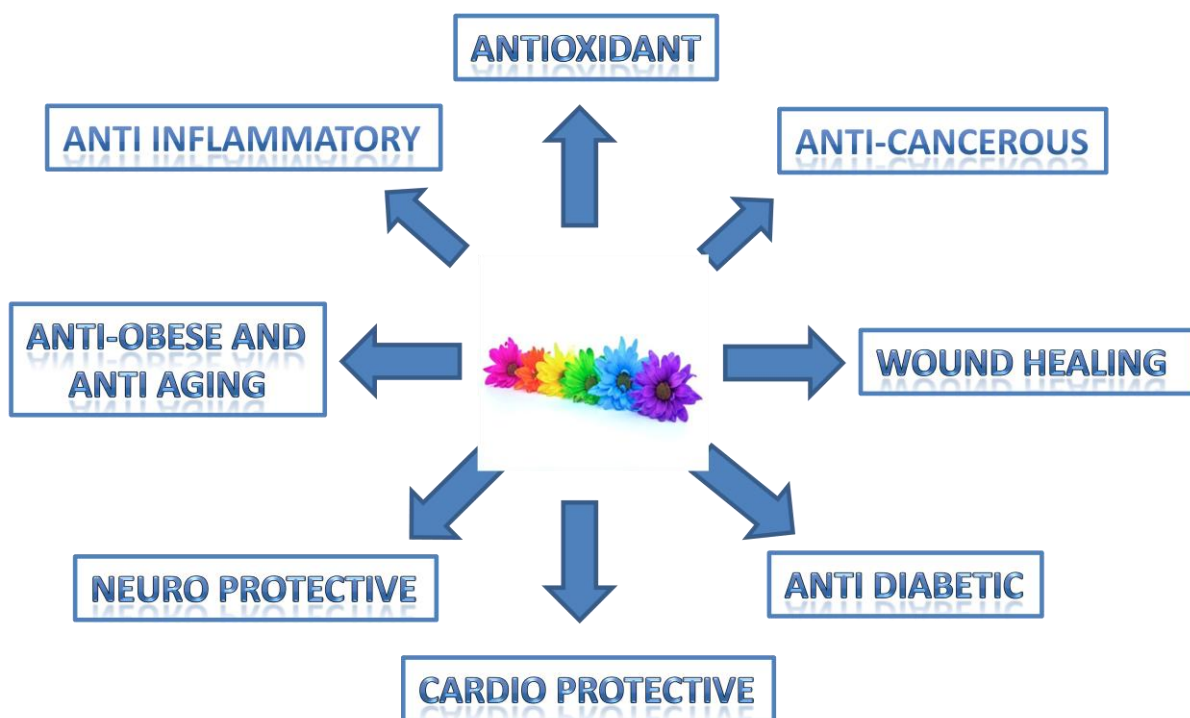 ANTIOXIDANT
ANTI INFLAMMATORY
ANTI-CANCEROUS
ANTI-OBESE AND
ANTI AGING
WOUND HEALING
NEURO PROTECTIVE
ANTI DIABETIC
CARDIO PROTECTIVE